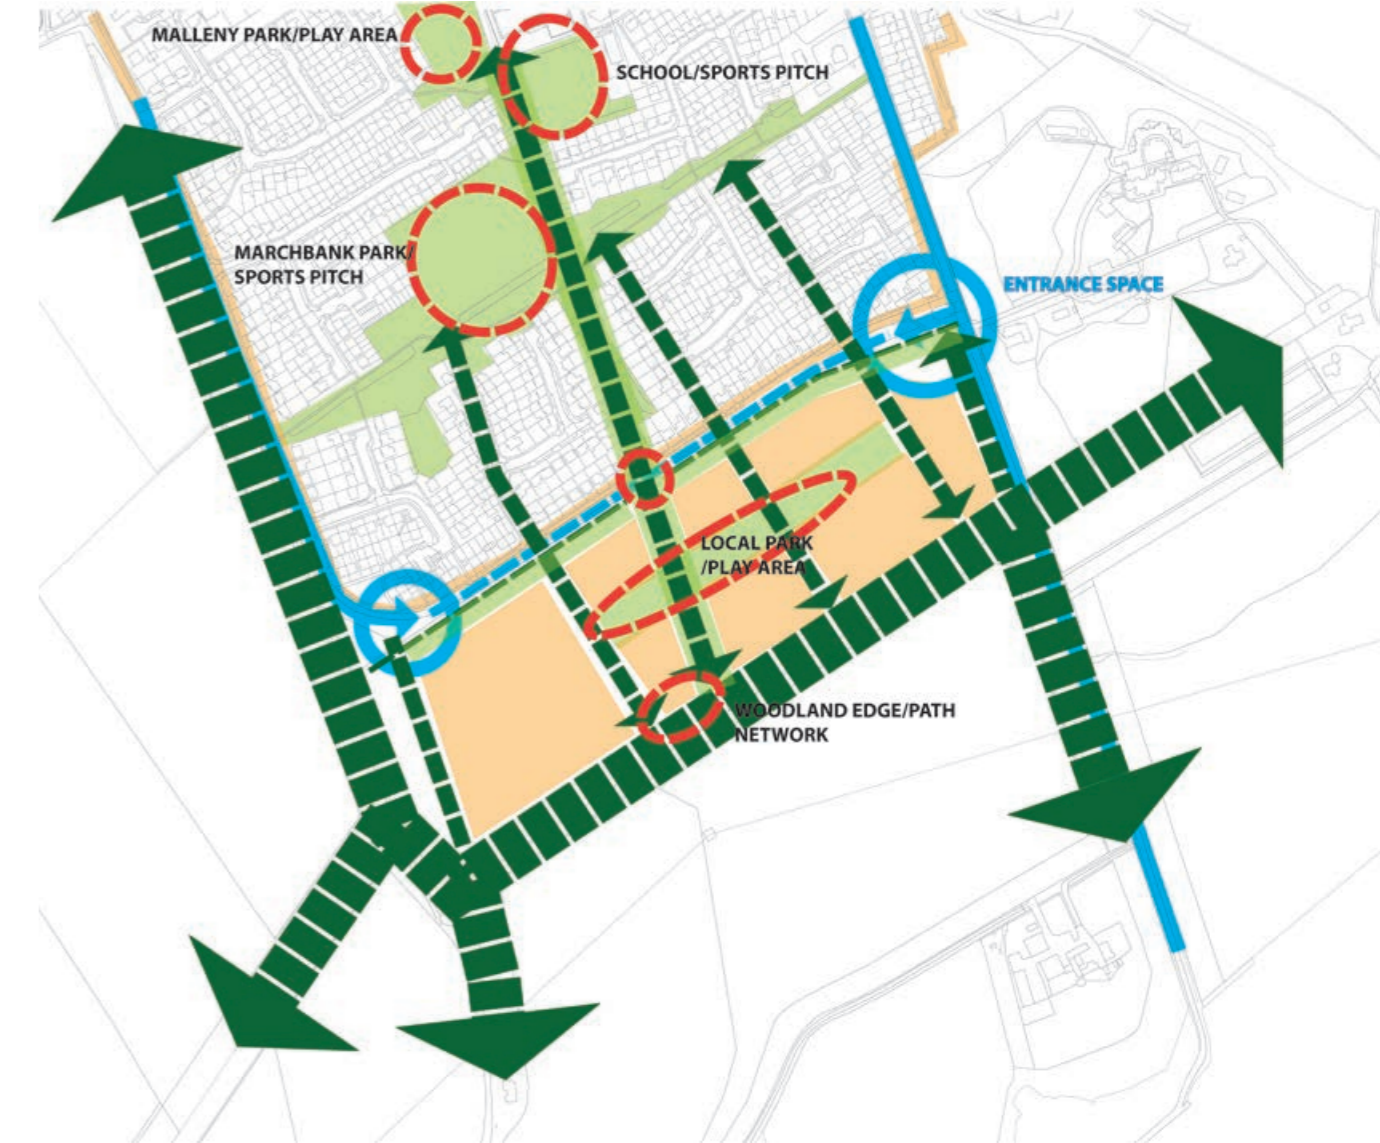 MALLENY PARK/PLAY AREA
SCHOOL/SPORTS PITCH
MARCHBANK PARK/
SPORTS PITCH
ENTRANCE SPACE
LOCAL PARK
/PLAY AREA
WOODLAND EDGE/PATH
NETWORK